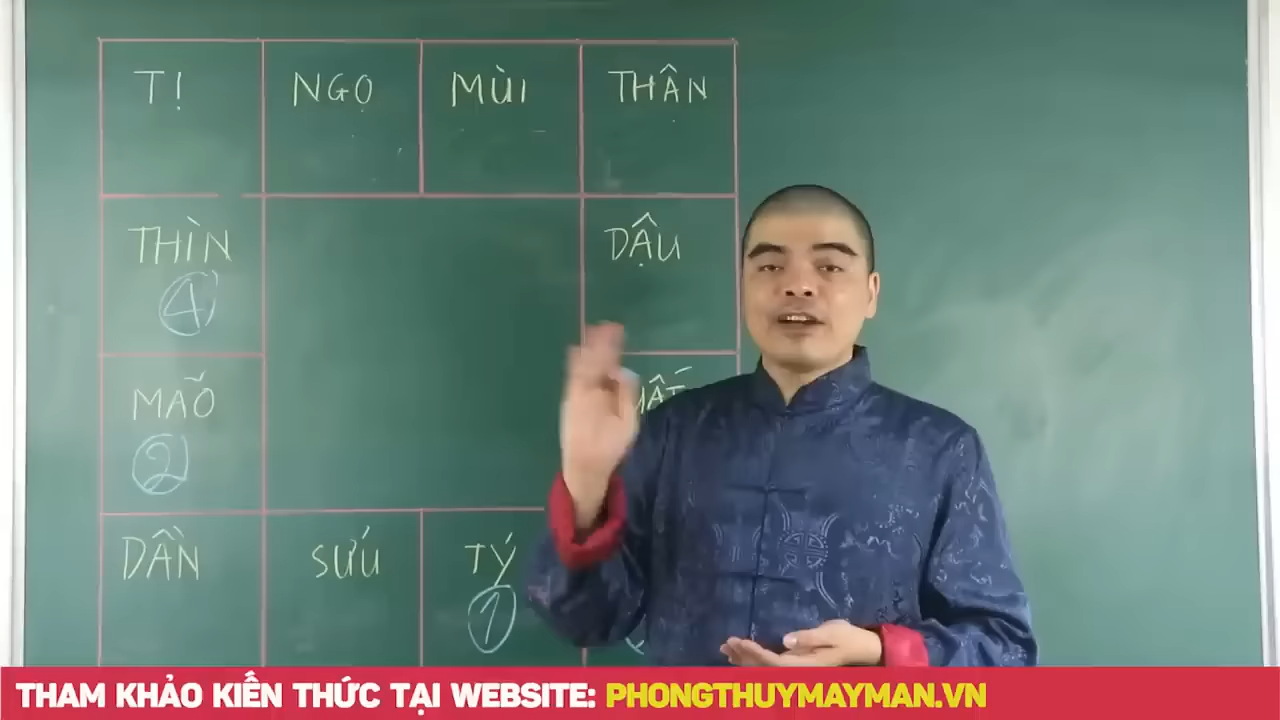 TỊ NGỌ MÙI THÂN
THÌN DẬU
4
MÃO
2
DẦN SỬU TÝ
1
THAM KHẢO KIẾN THỨC TẠI WEBSITE: PHONGTHUYMAYMAN.VN